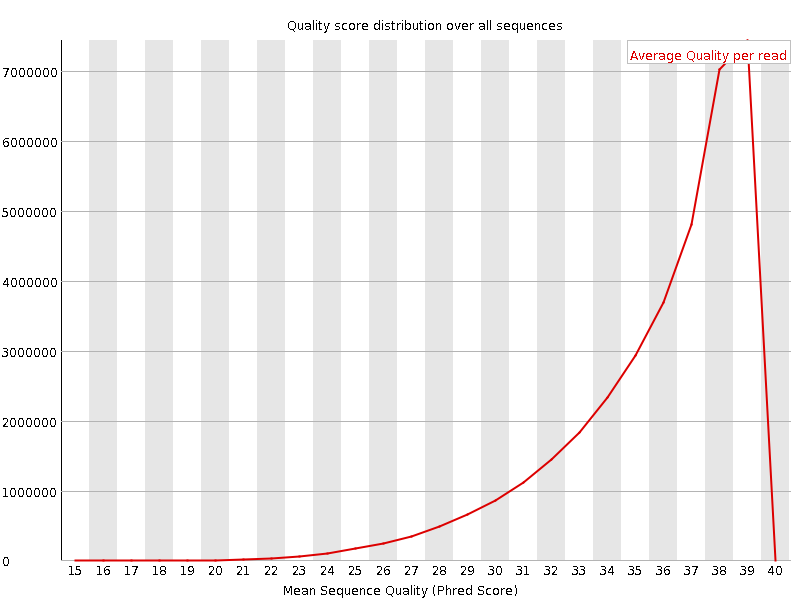 Quality score distribution over all sequences
Average Quality per read
7000000
6000000
5000000
4000000
3000000
2000000
1000000
0
15 16 17 18 19 20 21 22 23 24 25 26 27 28 29 30 31 32 33 34 35 36 37 38 39 40
Mean Sequence Quality (Phred Score)